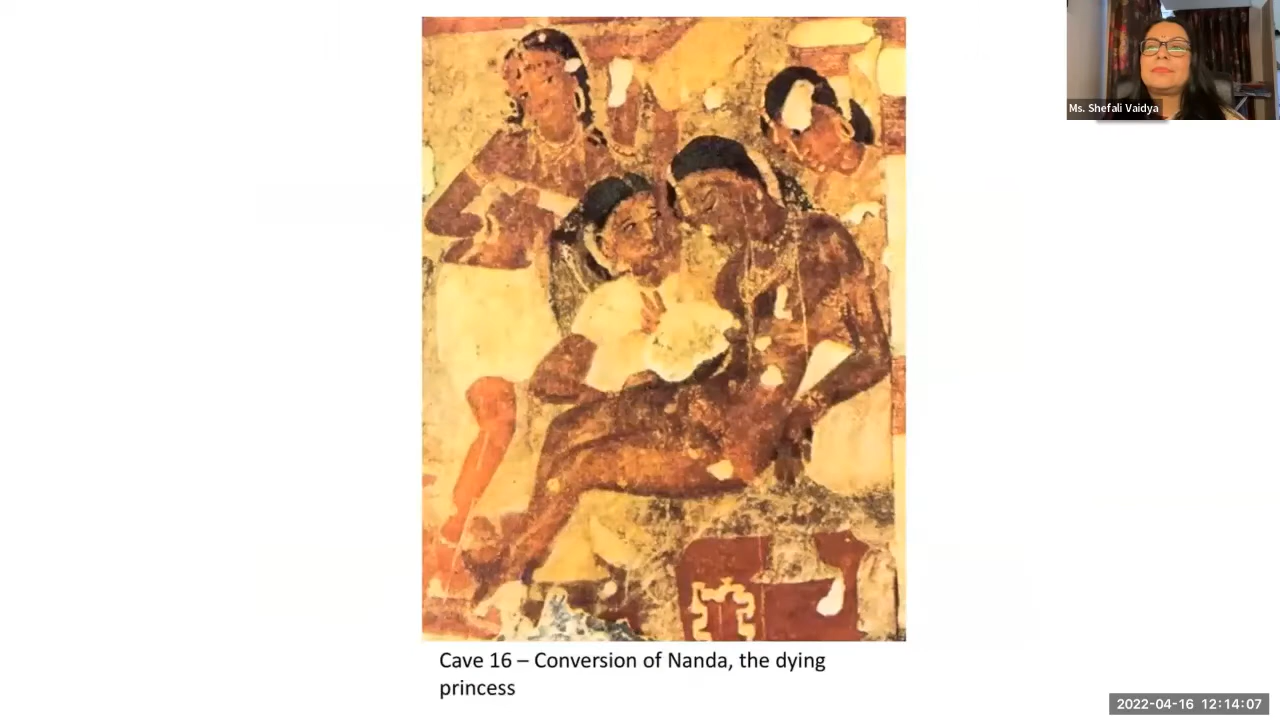 Ms. Shefali Vaidya
Cave 16 – Conversion of Nanda, the dying
princess
2022-04-16 12:14:07